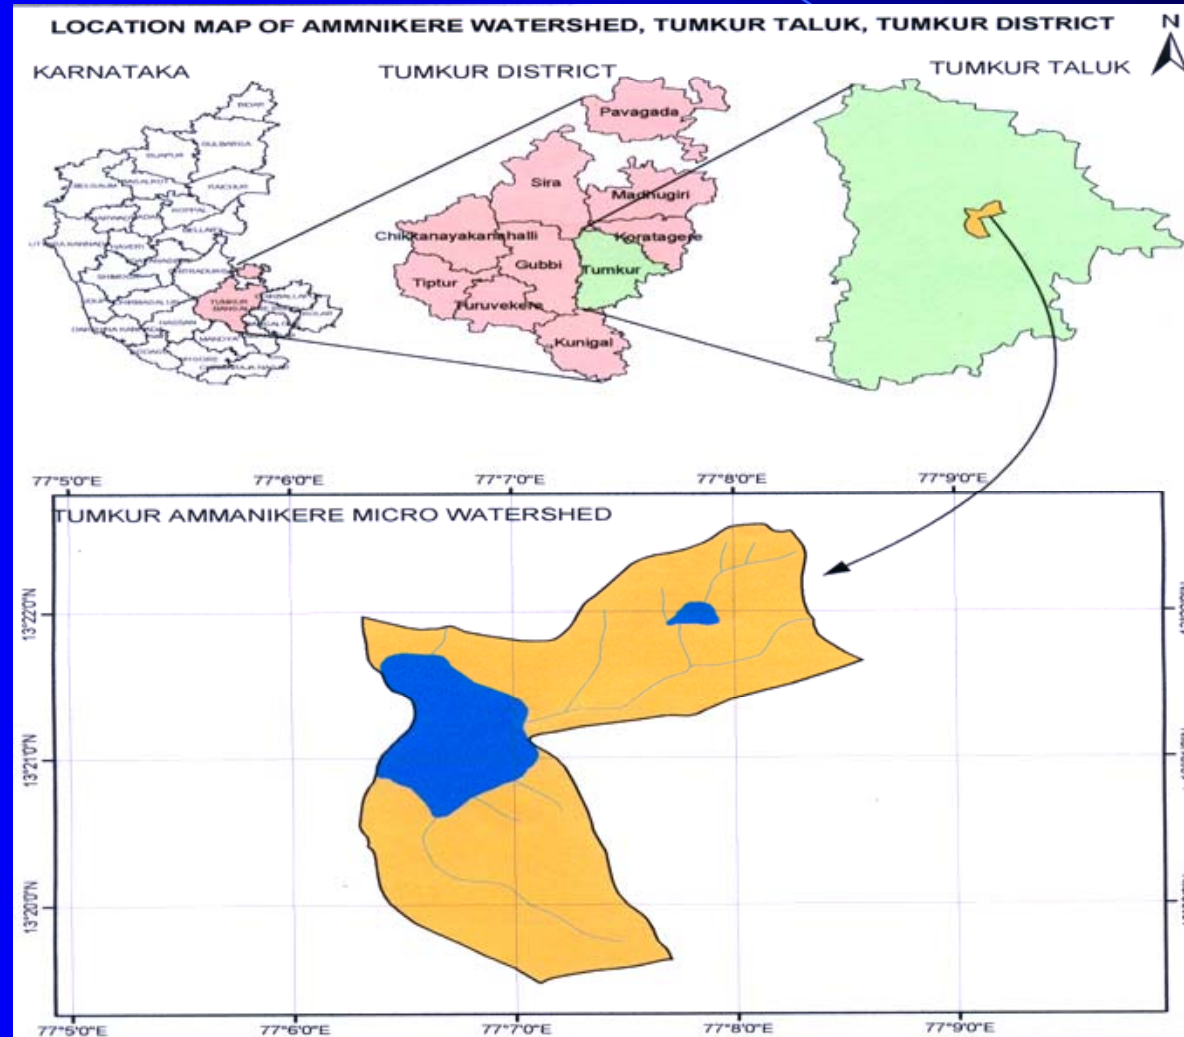 LOCATION MAP OF AMMNIKERE WATERSHED, TUMKUR TALUK, TUMKUR DISTRICT
N
KARNATAKA
TUMKUR DISTRICT
TUMKUR TALUK
BIDAR
GULBARGA
BIJAPUR
BELGAUM
RAICHUR
KOPPAL
HAVERI
TUMKUR
KOLAR
HASSAN
MANDYA
Pavagada
Sira
Madhugiri
Chikkanayakanahalli
Koratagere
Gubbi
Tumkur
Tiptur
Turuvekere
Kunigal
77°5'0"E 77°6'0"E 77°7'0"E 77°8'0"E 77°9'0"E
TUMKUR AMMANIKERE MICRO WATERSHED
13°22'0"N
13°21'0"N
13°20'0"N
77°5'0"E 77°6'0"E 77°7'0"E 77°8'0"E 77°9'0"E